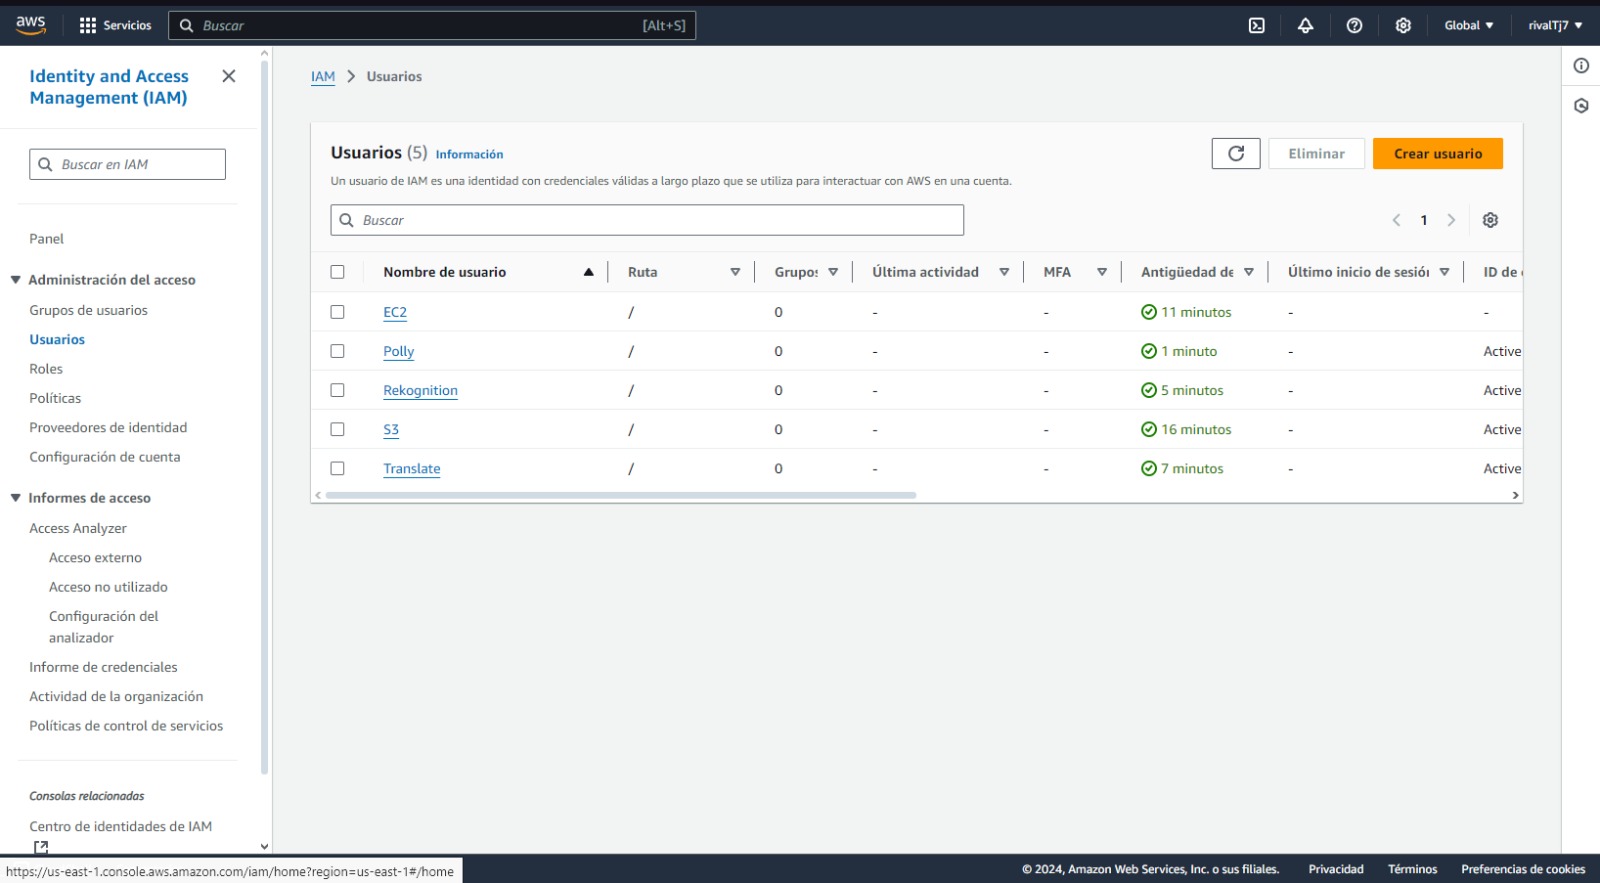 aws
Servicios
Buscar
[Alt+S]
Global
rivalTj7
Identity and Access
Management (IAM)
Buscar en IAM
Panel
Administración del acceso
Grupos de usuarios
Usuarios
Roles
Políticas
Proveedores de identidad
Configuración de cuenta
Informes de acceso
Access Analyzer
Acceso externo
Acceso no utilizado
Configuración del
analizador
Informe de credenciales
Actividad de la organización
Políticas de control de servicios
Consolas relacionadas
Centro de identidades de IAM
IAM > Usuarios
Usuarios (5) Información
Eliminar
Crear usuario
Un usuario de IAM es una identidad con credenciales válidas a largo plazo que se utiliza para interactuar con AWS en una cuenta.
Buscar
1
Nombre de usuario Ruta Grupos Última actividad MFA Antigüedad de Último inicio de sesión ID de
EC2 / 0 - - 11 minutos - -
Polly / 0 - - 1 minuto - Active
Rekognition / 0 - - 5 minutos - Active
S3 / 0 - - 16 minutos - Active
Translate / 0 - - 7 minutos - Active
https://us-east-1.console.aws.amazon.com/iam/home?region=us-east-1#/home
© 2024, Amazon Web Services, Inc. o sus filiales. Privacidad Términos Preferencias de cookies